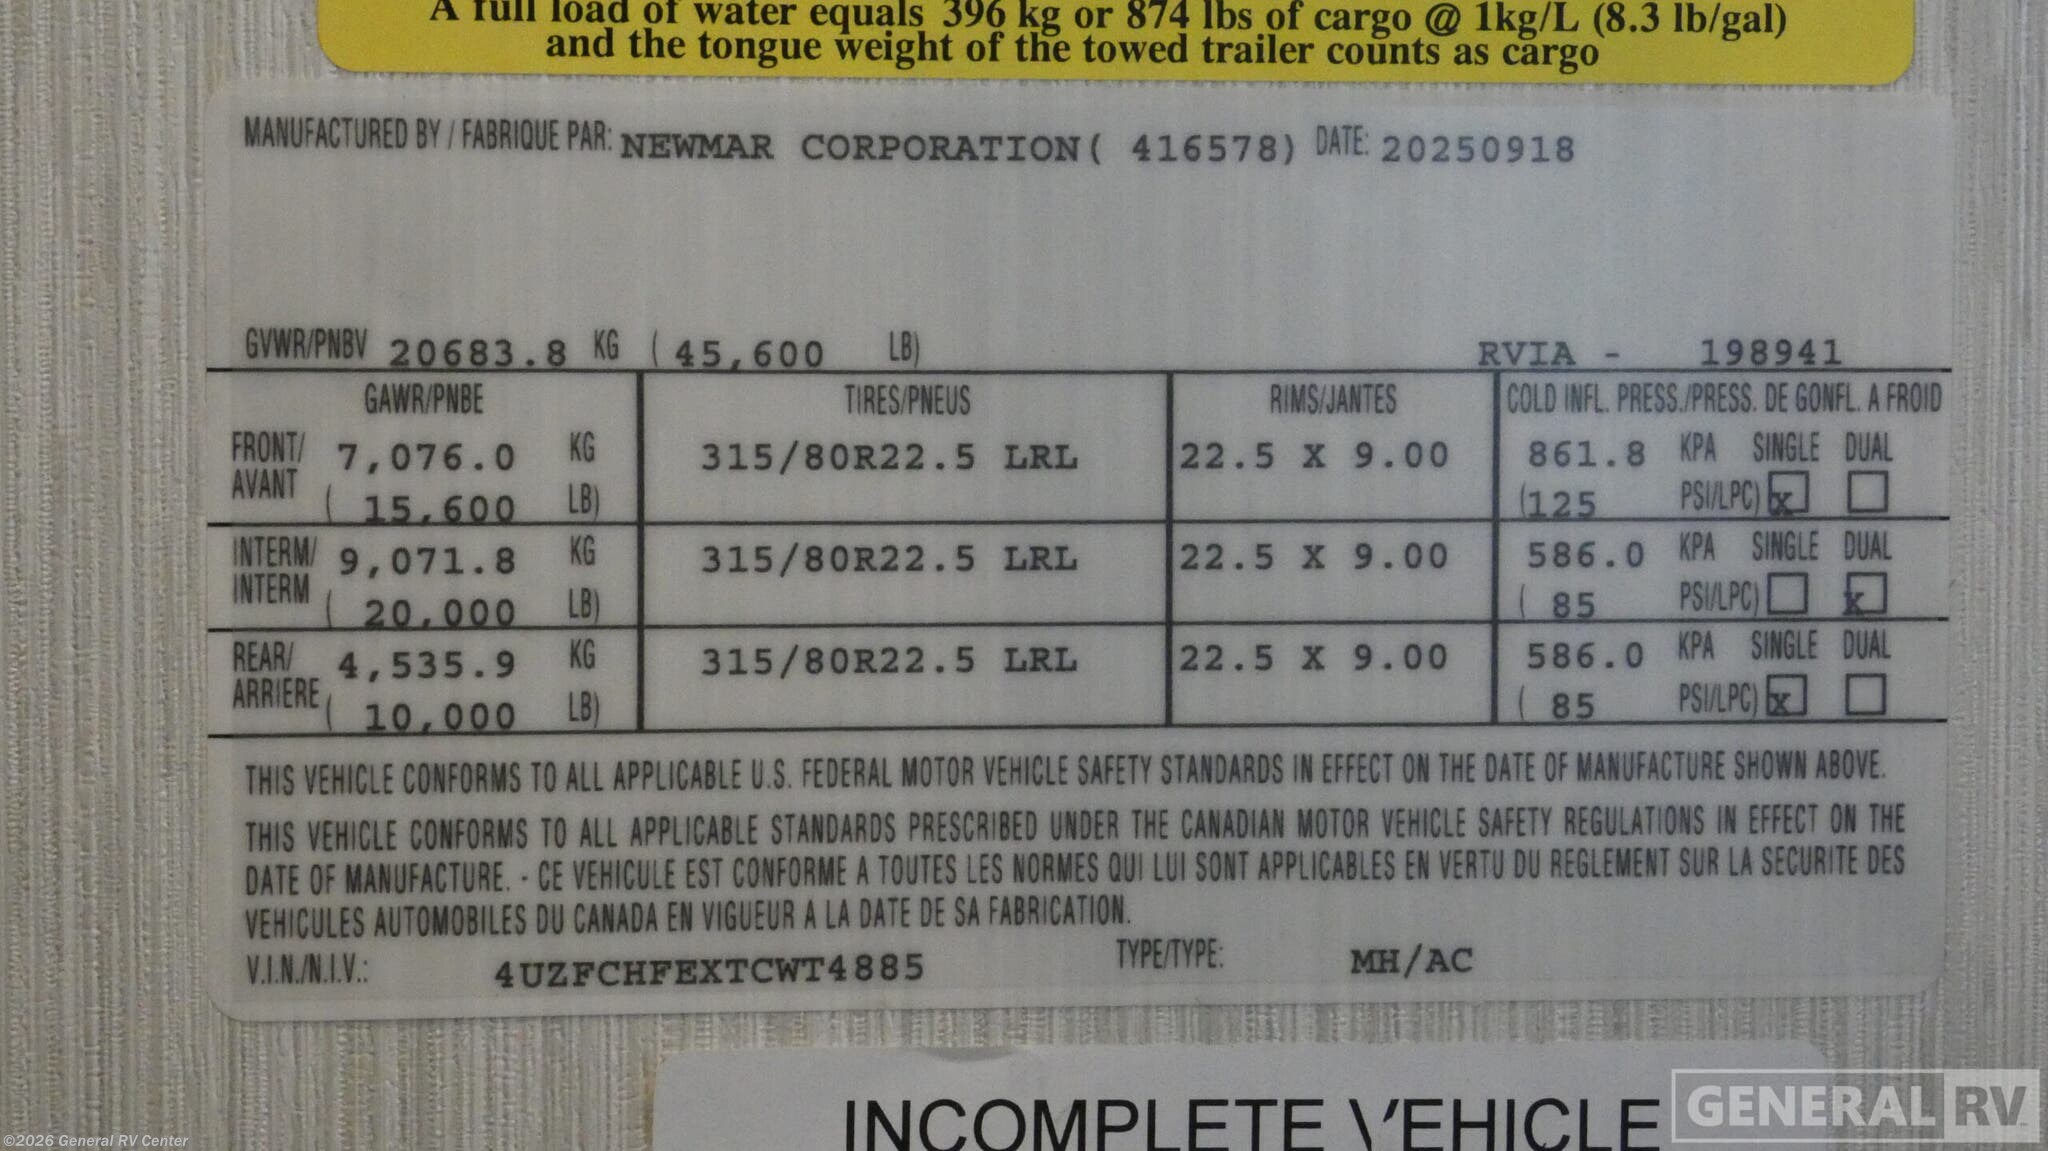 A full load of water equals 396 kg or 874 lbs of cargo @ 1kg/L (8.3 lb/gal)
and the tongue weight of the towed trailer counts as cargo
MANUFACTURED BY / FABRIQUE PAR: NEWMAR CORPORATION( 416578) DATE: 20250918
GVWR/PNBV 20683.8 KG ( 45,600 LB) RVIA - 198941
GAWR/PNBE TIRES/PNEUS RIMS/JANTES COLD INFL. PRESS./PRESS. DE GONFL. A FROID
FRONT/ 7,076.0 KG 315/80R22.5 LRL 22.5 X 9.00 861.8 KPA SINGLE DUAL
AVANT ( 15,600 LB) (125 PSI/LPC) x
INTERM/ 9,071.8 KG 315/80R22.5 LRL 22.5 X 9.00 586.0 KPA SINGLE DUAL
INTERM ( 20,000 LB) ( 85 PSI/LPC) x
REAR/ 4,535.9 KG 315/80R22.5 LRL 22.5 X 9.00 586.0 KPA SINGLE DUAL
ARRIERE ( 10,000 LB) ( 85 PSI/LPC) x
THIS VEHICLE CONFORMS TO ALL APPLICABLE U.S. FEDERAL MOTOR VEHICLE SAFETY STANDARDS IN EFFECT ON THE DATE OF MANUFACTURE SHOWN ABOVE.
THIS VEHICLE CONFORMS TO ALL APPLICABLE STANDARDS PRESCRIBED UNDER THE CANADIAN MOTOR VEHICLE SAFETY REGULATIONS IN EFFECT ON THE
DATE OF MANUFACTURE. - CE VEHICULE EST CONFORME A TOUTES LES NORMES QUI LUI SONT APPLICABLES EN VERTU DU REGLEMENT SUR LA SECURITE DES
VEHICULES AUTOMOBILES DU CANADA EN VIGUEUR A LA DATE DE SA FABRICATION.
V.I.N./N.I.V.: 4UZFCHFEXTCWT4885 TYPE/TYPE: MH/AC
INCOMPLETE VEHICLE
GENERAL RV
©2026 General RV Center